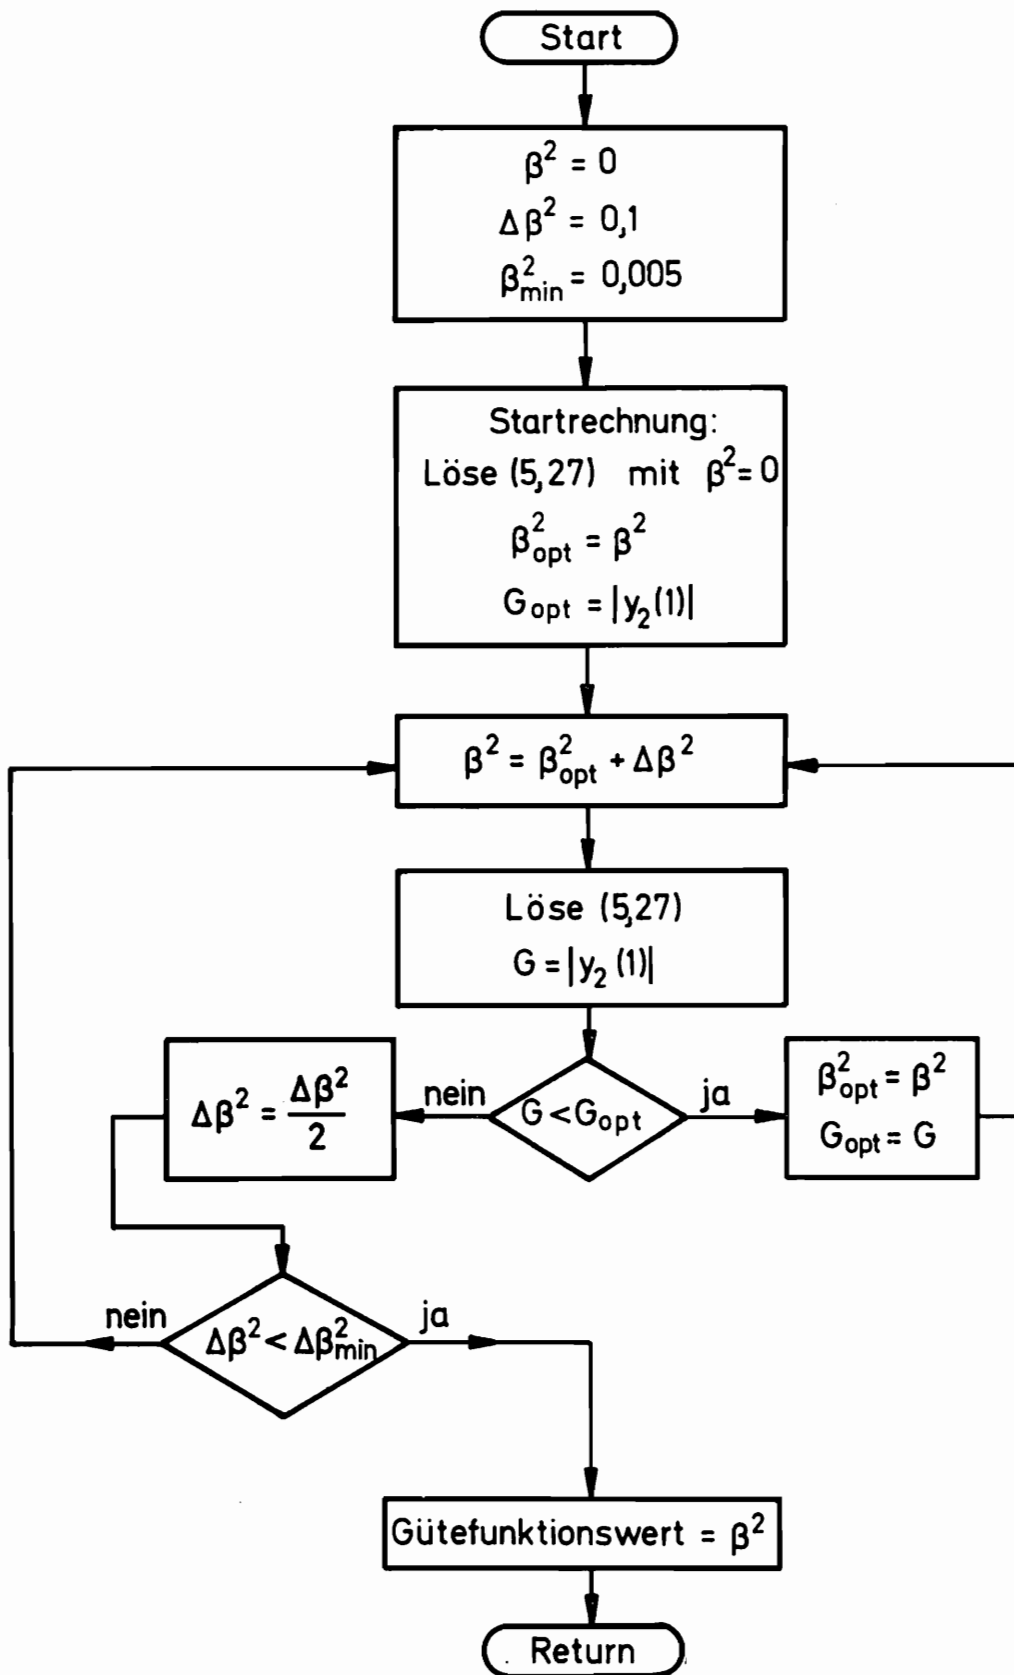 Start
β² = 0
Δβ² = 0,1
β²min = 0,005
Startrechnung:
Löse (5,27) mit β² = 0
β²opt = β²
Gopt = |y₂(1)|
β² = β²opt + Δβ²
Löse (5,27)
G = |y₂(1)|
G < Gopt
nein
ja
Δβ² = Δβ²/2
β²opt = β²
Gopt = G
Δβ² < Δβ²min
nein
ja
Gütefunktionswert = β²
Return